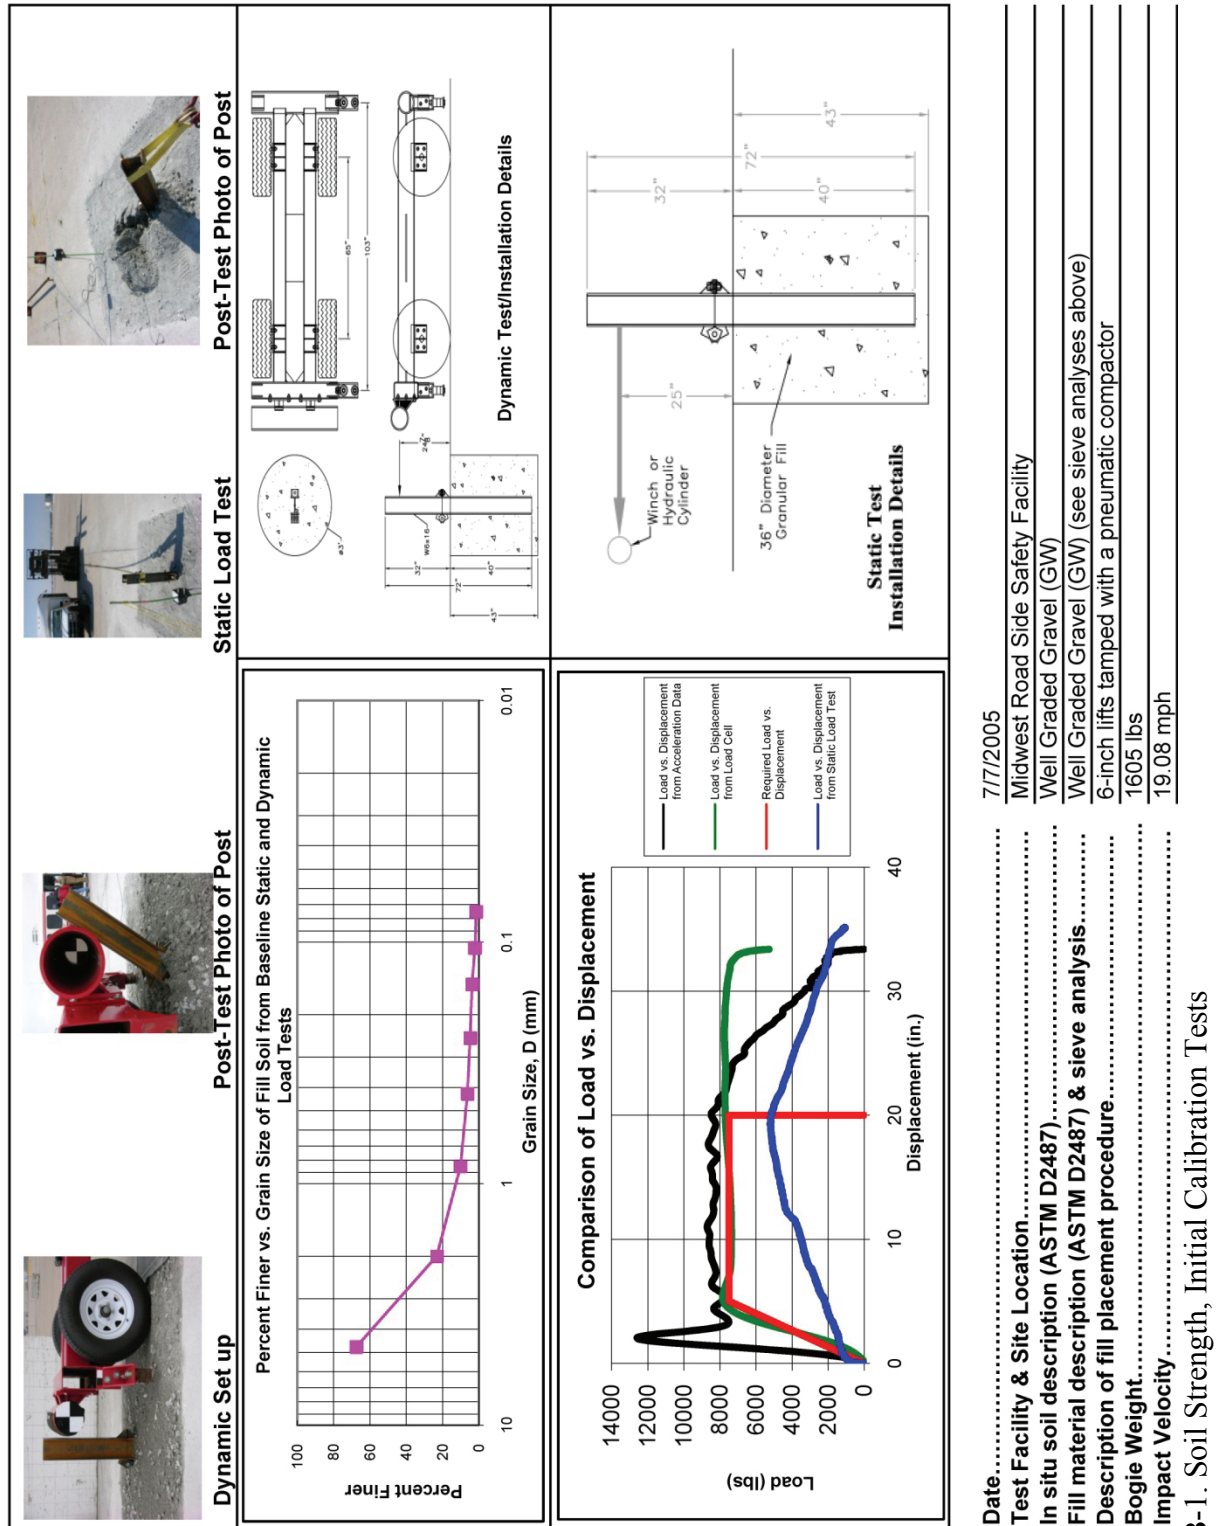 Dynamic Set up
Post-Test Photo of Post
Static Load Test
Post-Test Photo of Post
Percent Finer vs. Grain Size of Fill Soil from Baseline Static and Dynamic
Load Tests
100
80
60
40
20
0
Percent Finer
10
1
0.1
0.01
Grain Size, D (mm)
ø3'
W6x16
32"
72"
40"
43"
24⅞"
65"
103"
Dynamic Test/Installation Details
Comparison of Load vs. Displacement
14000
12000
10000
8000
6000
4000
2000
0
Load (lbs)
0
10
20
30
40
Displacement (in.)
Load vs. Displacement
from Acceleration Data
Load vs. Displacement
from Load Cell
Required Load vs.
Displacement
Load vs. Displacement
from Static Load Test
Winch or
Hydraulic
Cylinder
25"
36" Diameter
Granular Fill
32"
72"
40"
43"
Static Test
Installation Details
Date................................................................ 7/7/2005
Test Facility & Site Location........................................ Midwest Road Side Safety Facility
In situ soil description (ASTM D2487)................................ Well Graded Gravel (GW)
Fill material description (ASTM D2487) & sieve analysis.............. Well Graded Gravel (GW) (see sieve analyses above)
Description of fill placement procedure.............................. 6-inch lifts tamped with a pneumatic compactor
Bogie Weight......................................................... 1605 lbs
Impact Velocity...................................................... 19.08 mph
-1. Soil Strength, Initial Calibration Tests